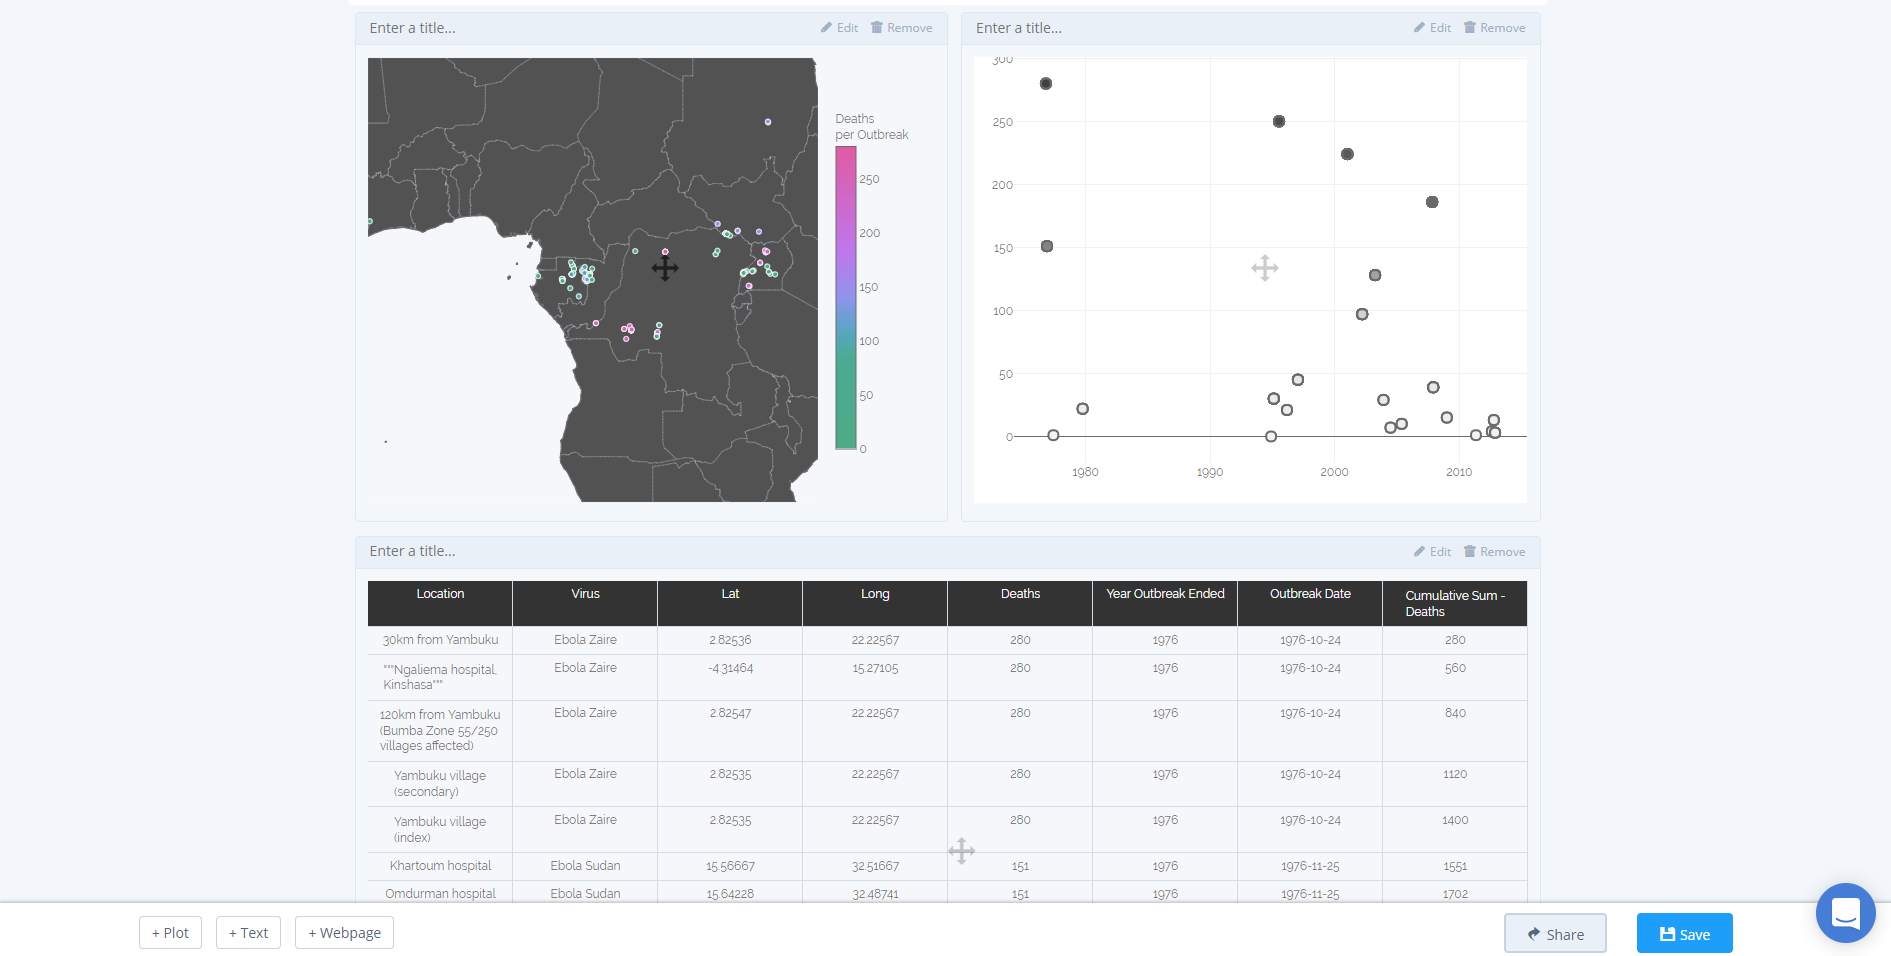 Enter a title...
Edit
Remove
Enter a title...
Edit
Remove
Deaths
per Outbreak
250
200
150
100
50
0
300
250
200
150
100
50
0
1980
1990
2000
2010
Enter a title...
Edit
Remove
Location Virus Lat Long Deaths Year Outbreak Ended Outbreak Date Cumulative Sum -
Deaths
30km from Yambuku Ebola Zaire 2.82536 22.22567 280 1976 1976-10-24 280
"""Ngaliema hospital, Ebola Zaire -4.31464 15.27105 280 1976 1976-10-24 560
Kinshasa"""
120km from Yambuku Ebola Zaire 2.82547 22.22567 280 1976 1976-10-24 840
(Bumba Zone 55/250
villages affected)
Yambuku village Ebola Zaire 2.82535 22.22567 280 1976 1976-10-24 1120
(secondary)
Yambuku village Ebola Zaire 2.82535 22.22567 280 1976 1976-10-24 1400
(index)
Khartoum hospital Ebola Sudan 15.56667 32.51667 151 1976 1976-11-25 1551
Omdurman hospital Ebola Sudan 15.64228 32.48741 151 1976 1976-11-25 1702
+ Plot
+ Text
+ Webpage
Share
Save